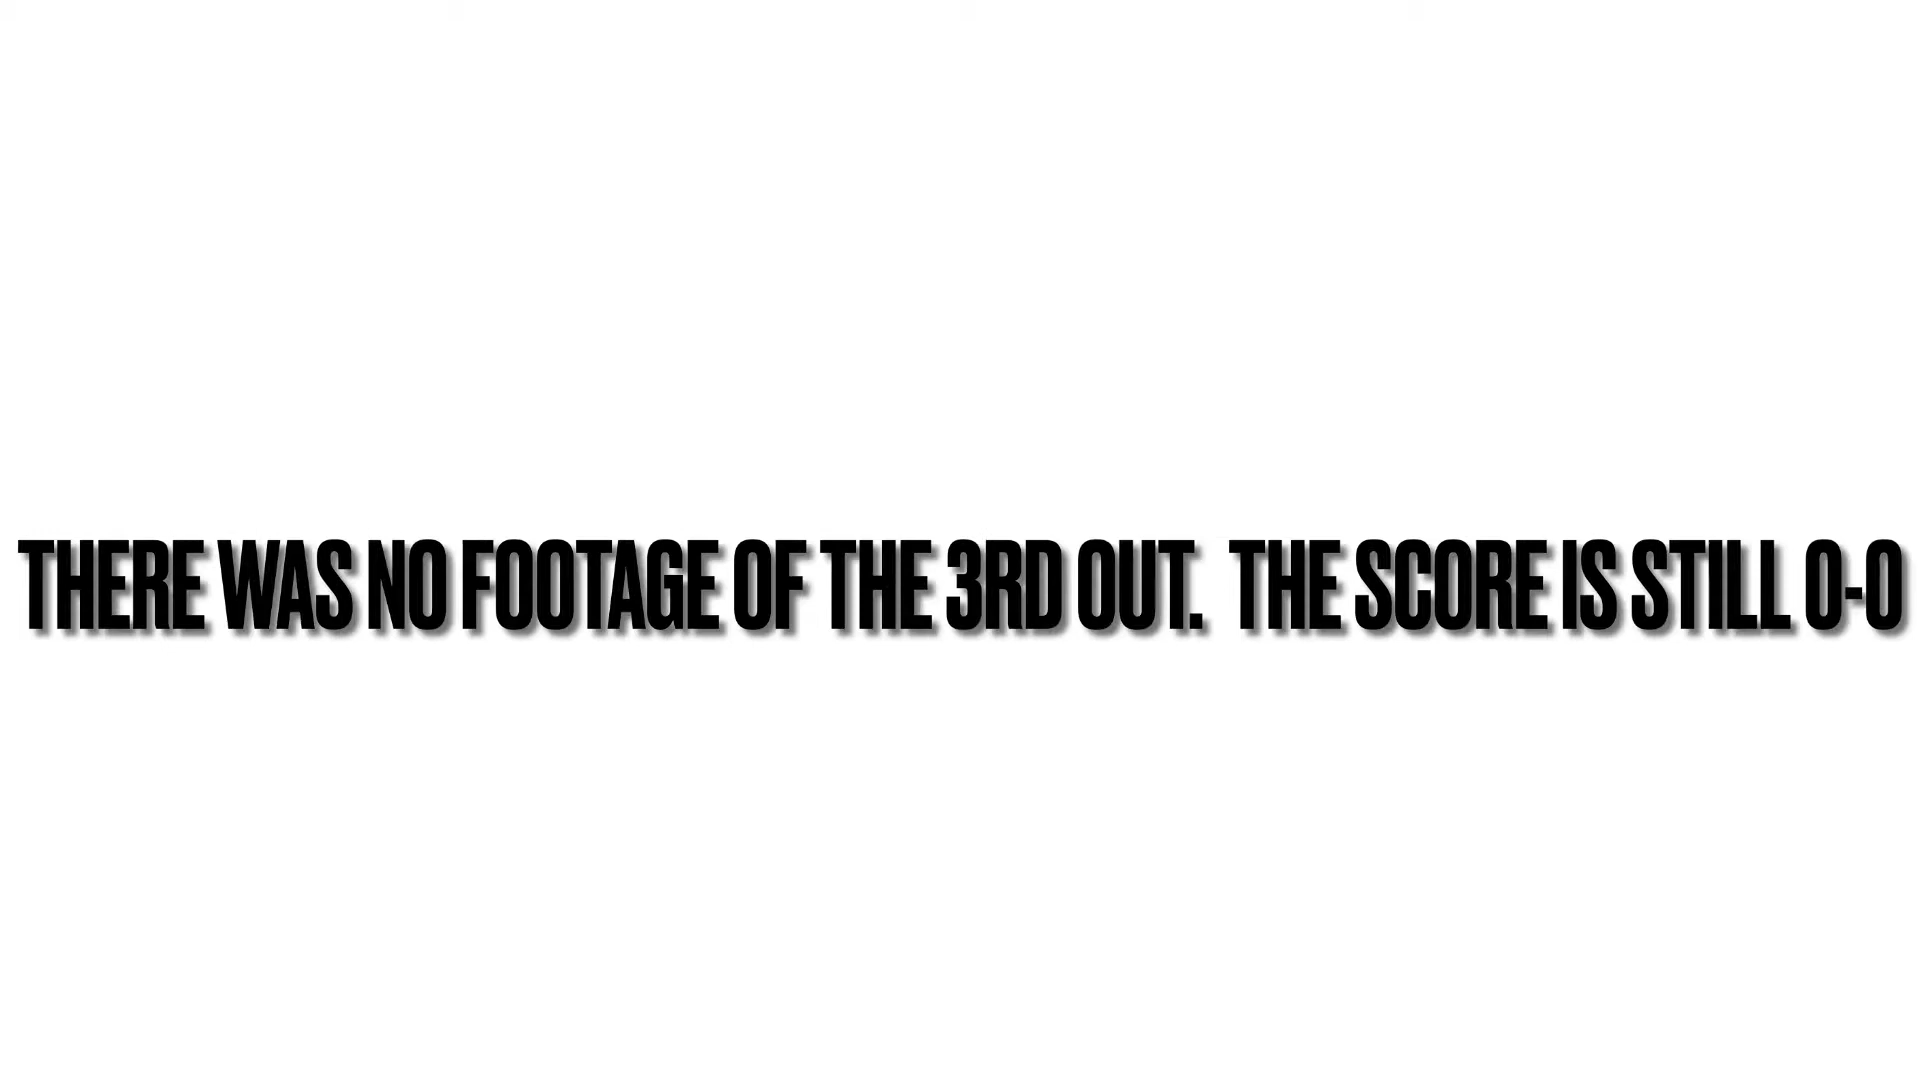 THERE WAS NO FOOTAGE OF THE 3RD OUT. THE SCORE IS STILL 0-0